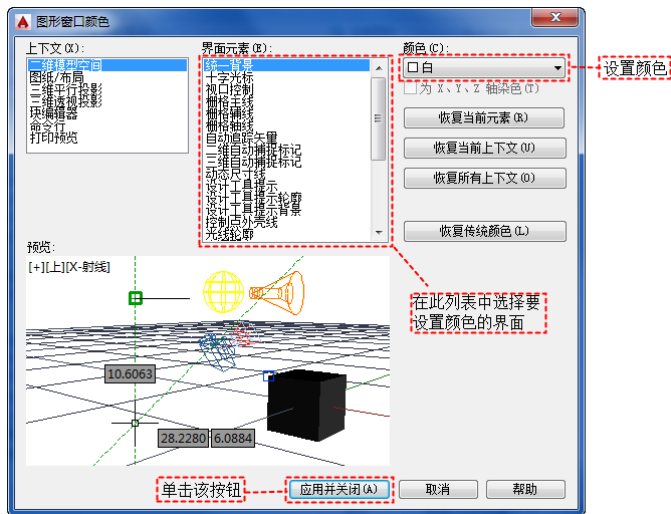 图形窗口颜色
上下文(X):
界面元素(E):
颜色(C):
二维模型空间
图纸/布局
三维平行投影
三维透视投影
块编辑器
命令行
打印预览
统一背景
十字光标
视口控制
栅格主线
栅格辅线
栅格轴线
自动追踪矢量
二维自动捕捉标记
三维自动捕捉标记
动态尺寸线
设计工具提示
设计工具提示轮廓
设计工具提示背景
控制点外壳线
光线轮廓
白
设置颜色
为 X、Y、Z 轴染色(T)
恢复当前元素(R)
恢复当前上下文(U)
恢复所有上下文(O)
恢复传统颜色(L)
预览:
[+][上][X-射线]
在此列表中选择要
设置颜色的界面
10.6063
28.2280
6.0884
单击该按钮
应用并关闭(A)
取消
帮助